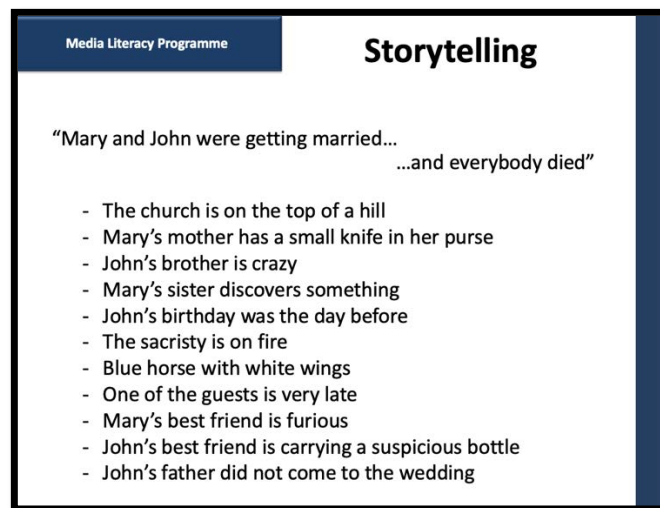 Media Literacy Programme
Storytelling
“Mary and John were getting married…
…and everybody died”
- The church is on the top of a hill
- Mary’s mother has a small knife in her purse
- John’s brother is crazy
- Mary’s sister discovers something
- John’s birthday was the day before
- The sacristy is on fire
- Blue horse with white wings
- One of the guests is very late
- Mary’s best friend is furious
- John’s best friend is carrying a suspicious bottle
- John’s father did not come to the wedding